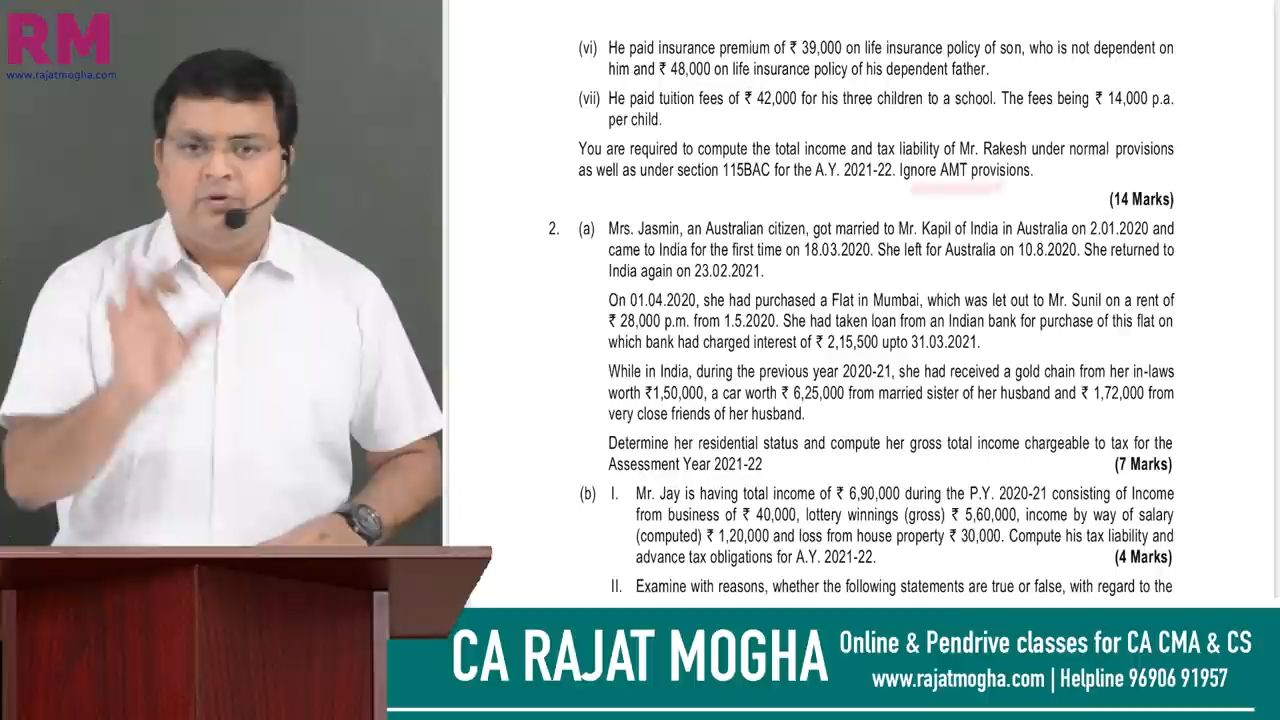 RM
www.rajatmogha.com
(vi) He paid insurance premium of ₹ 39,000 on life insurance policy of son, who is not dependent on
him and ₹ 48,000 on life insurance policy of his dependent father.
(vii) He paid tuition fees of ₹ 42,000 for his three children to a school. The fees being ₹ 14,000 p.a.
per child.
You are required to compute the total income and tax liability of Mr. Rakesh under normal provisions
as well as under section 115BAC for the A.Y. 2021-22. Ignore AMT provisions.
(14 Marks)
2. (a) Mrs. Jasmin, an Australian citizen, got married to Mr. Kapil of India in Australia on 2.01.2020 and
came to India for the first time on 18.03.2020. She left for Australia on 10.8.2020. She returned to
India again on 23.02.2021.
On 01.04.2020, she had purchased a Flat in Mumbai, which was let out to Mr. Sunil on a rent of
₹ 28,000 p.m. from 1.5.2020. She had taken loan from an Indian bank for purchase of this flat on
which bank had charged interest of ₹ 2,15,500 upto 31.03.2021.
While in India, during the previous year 2020-21, she had received a gold chain from her in-laws
worth ₹1,50,000, a car worth ₹ 6,25,000 from married sister of her husband and ₹ 1,72,000 from
very close friends of her husband.
Determine her residential status and compute her gross total income chargeable to tax for the
Assessment Year 2021-22 (7 Marks)
(b) I. Mr. Jay is having total income of ₹ 6,90,000 during the P.Y. 2020-21 consisting of Income
from business of ₹ 40,000, lottery winnings (gross) ₹ 5,60,000, income by way of salary
(computed) ₹ 1,20,000 and loss from house property ₹ 30,000. Compute his tax liability and
advance tax obligations for A.Y. 2021-22. (4 Marks)
II. Examine with reasons, whether the following statements are true or false, with regard to the
CA RAJAT MOGHA
Online & Pendrive classes for CA CMA & CS
www.rajatmogha.com | Helpline 96906 91957